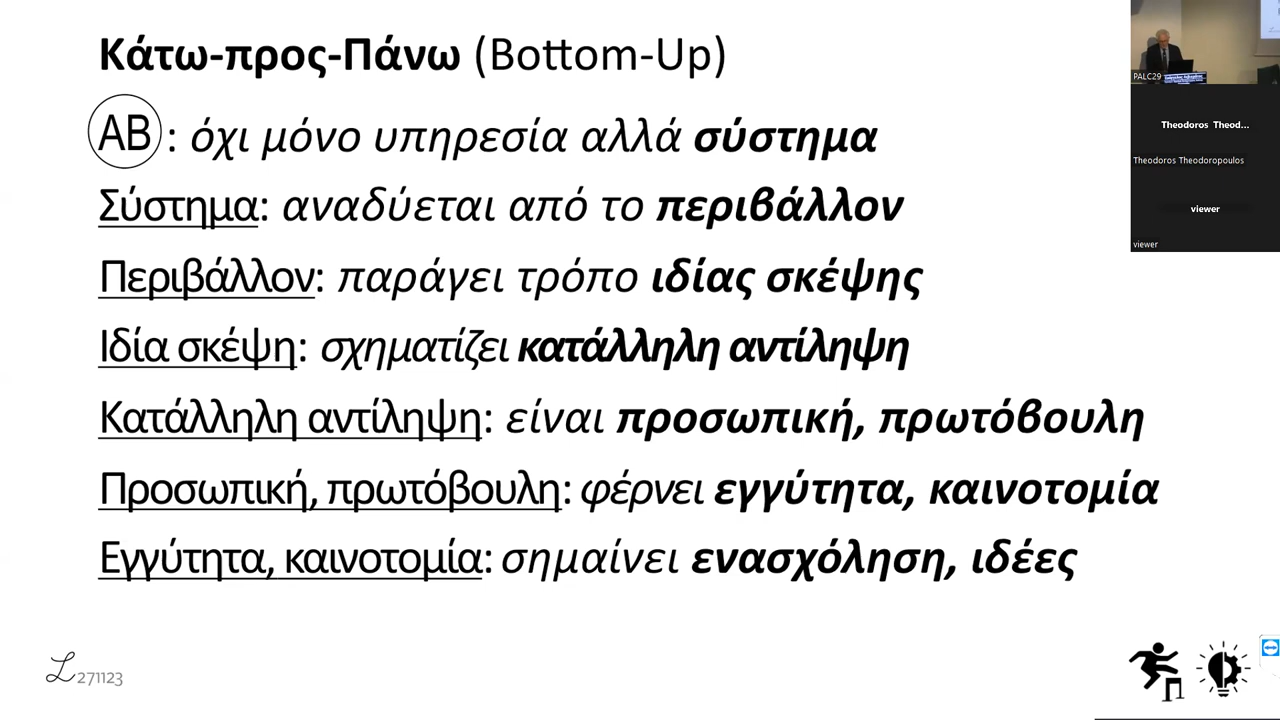 Κάτω-προς-Πάνω (Bottom-Up)
ΑΒ: όχι μόνο υπηρεσία αλλά σύστημα
Σύστημα: αναδύεται από το περιβάλλον
Περιβάλλον: παράγει τρόπο ιδίας σκέψης
Ιδία σκέψη: σχηματίζει κατάλληλη αντίληψη
Κατάλληλη αντίληψη: είναι προσωπική, πρωτόβουλη
Προσωπική, πρωτόβουλη: φέρνει εγγύτητα, καινοτομία
Εγγύτητα, καινοτομία: σημαίνει ενασχόληση, ιδέες
L271123
PALC29
Theodoros Theod...
Theodoros Theodoropoulos
viewer
viewer